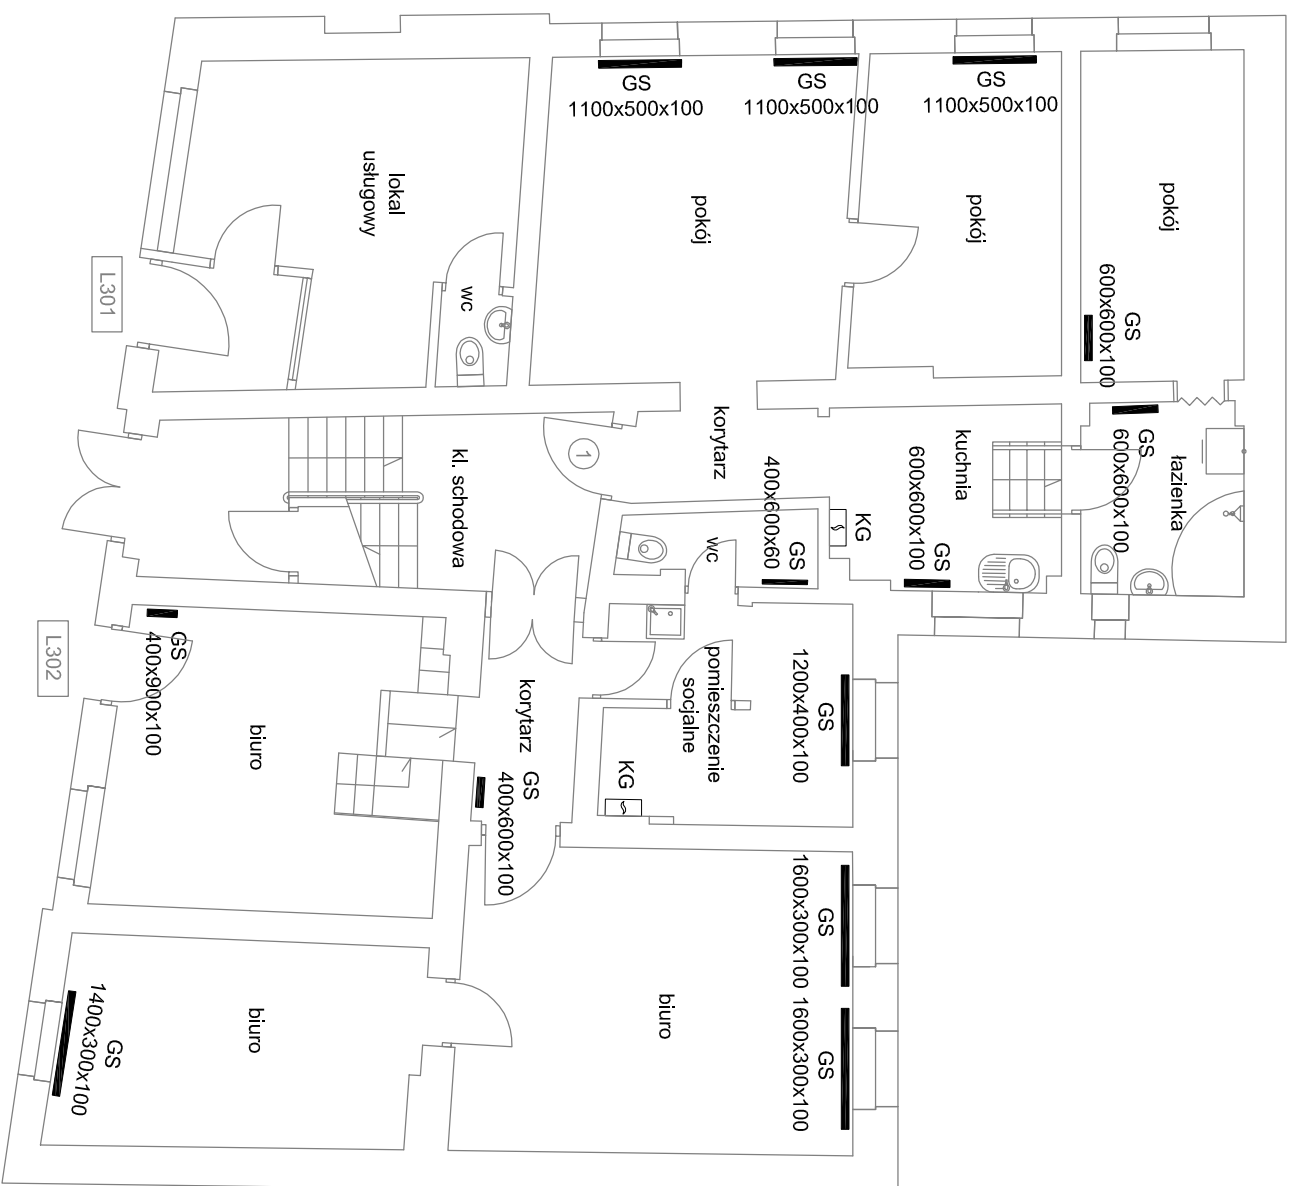 GS
1100x500x100
GS
1100x500x100
GS
1100x500x100
lokal
usługowy
pokój
pokój
pokój
GS
600x600x100
L301
wc
korytarz
kuchnia
GS
600x600x100
łazienka
1
kl. schodowa
GS
400x600x60
KG
GS
600x600x100
wc
L302
GS
400x900x100
biuro
korytarz
GS
400x600x100
pomieszczenie
socjalne
KG
GS
1200x400x100
GS
1600x300x100
GS
1600x300x100
biuro
biuro
GS
1400x300x100